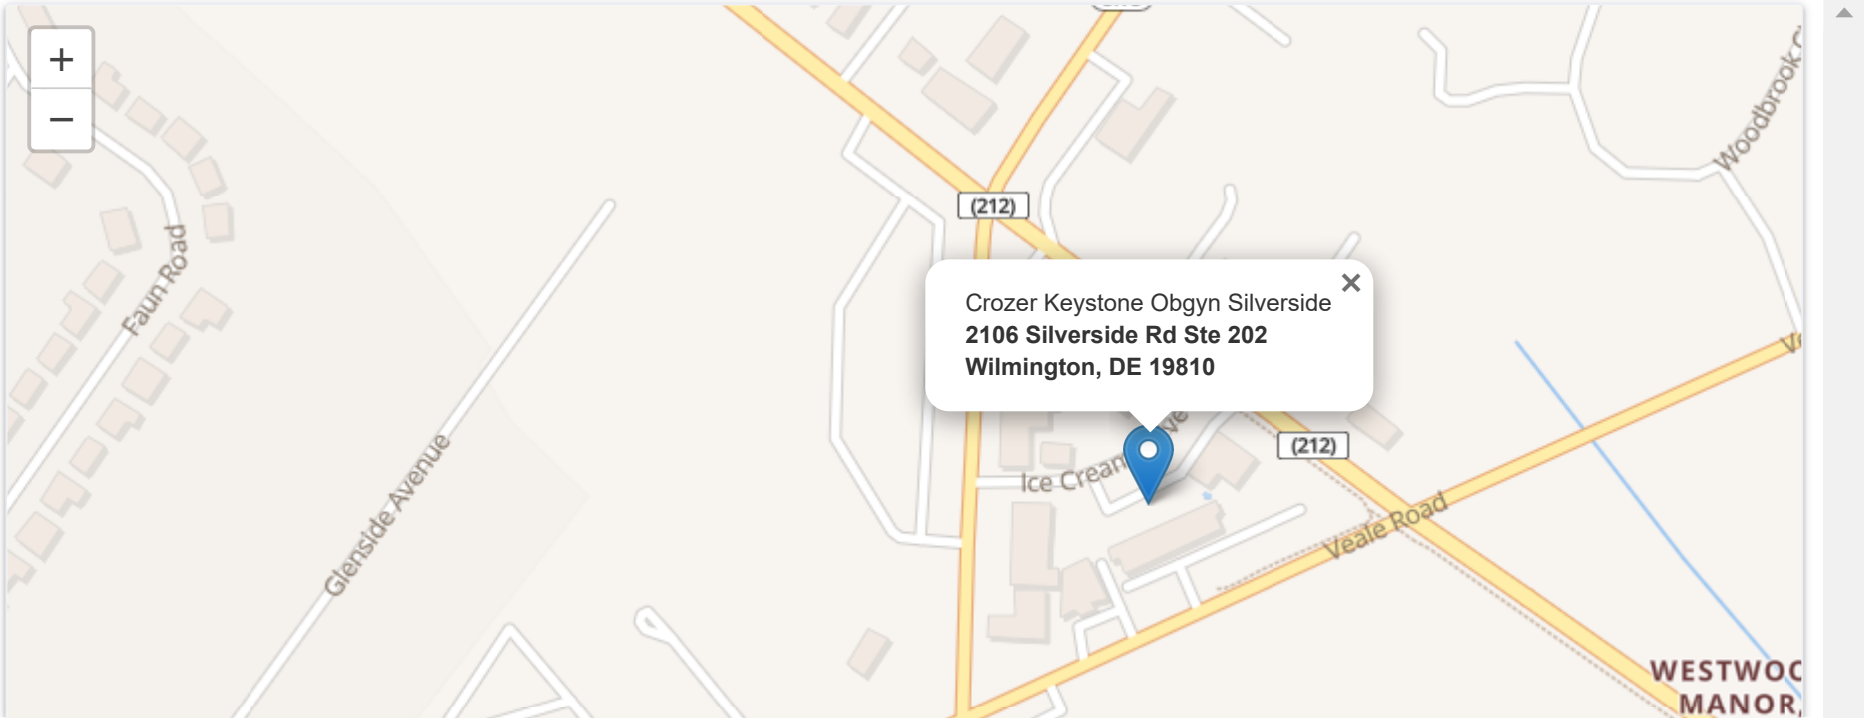 +
−
Woodbrook
(212)
Faun Road
Crozer Keystone Obgyn Silverside
2106 Silverside Rd Ste 202
Wilmington, DE 19810
×
(212)
Ice Cream
Glenside Avenue
Veale Road
WESTWOO
MANOR,